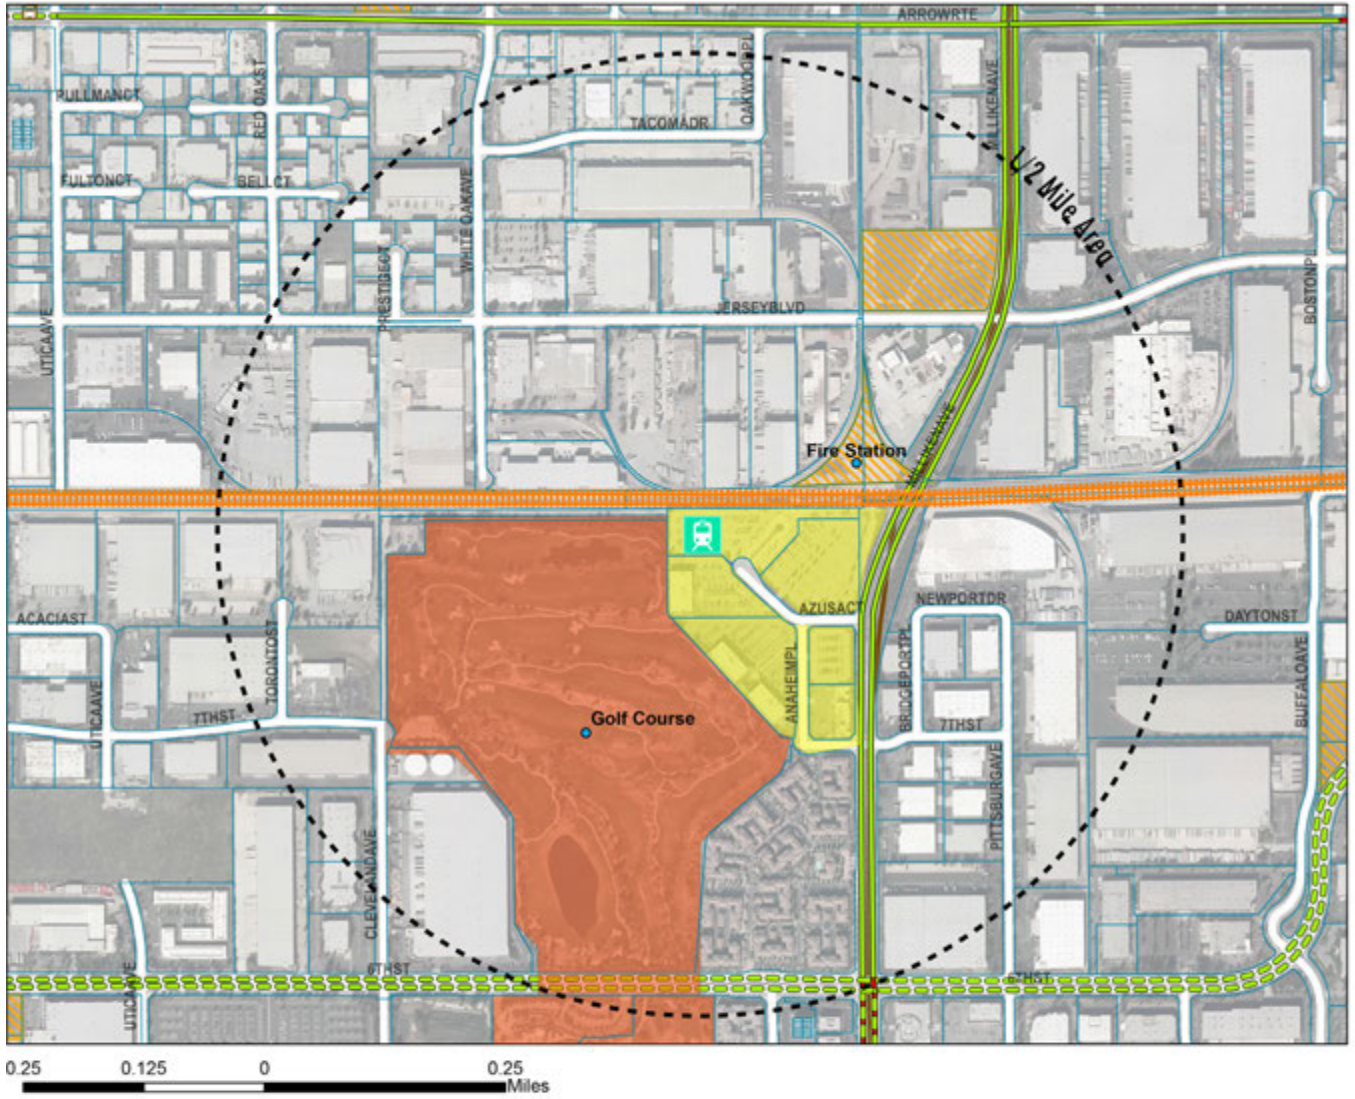 ARROWRTE
PULLMANCT
REDOAKST
OAKWOODPL
MILLIKENAVE
TACOMADR
1/2 Mile Area
FULTONCT
BELLCT
WHITE OAKAVE
PRESTIGECT
BOSTONPL
JERSEYBLVD
UTICAAVE
MILLIKENAVE
Fire Station
ACACIAST
AZUSACT
NEWPORTDR
DAYTONST
TORONTOST
UTICAAVE
ANAHEIMPL
BRIDGEPORTPL
BUFFALOAVE
7THST
Golf Course
7THST
PITTSBURGAVE
CLEVELANDAVE
6THST
6THST
UTICAAVE
0.25 0.125 0 0.25
Miles